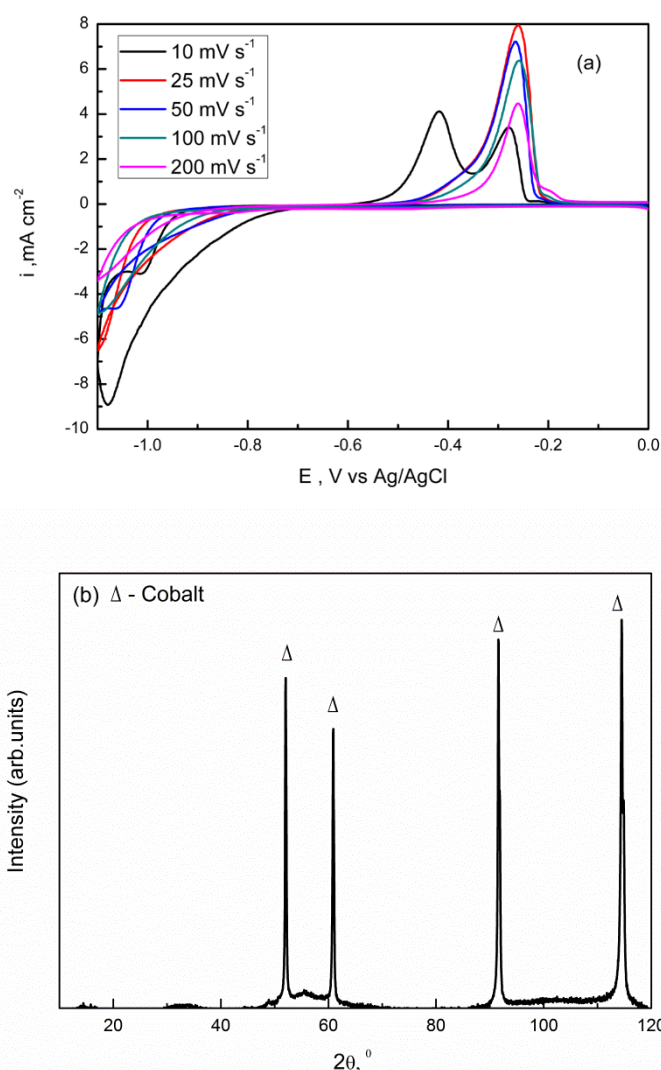 8
6
4
2
0
-2
-4
-6
-8
-10
10 mV s⁻¹
25 mV s⁻¹
50 mV s⁻¹
100 mV s⁻¹
200 mV s⁻¹
(a)
i ,mA cm⁻²
-1.0 -0.8 -0.6 -0.4 -0.2 0.0
E , V vs Ag/AgCl
(b) Δ - Cobalt
Δ
Δ
Δ
Δ
Intensity (arb.units)
20 40 60 80 100 120
2θ, ⁰